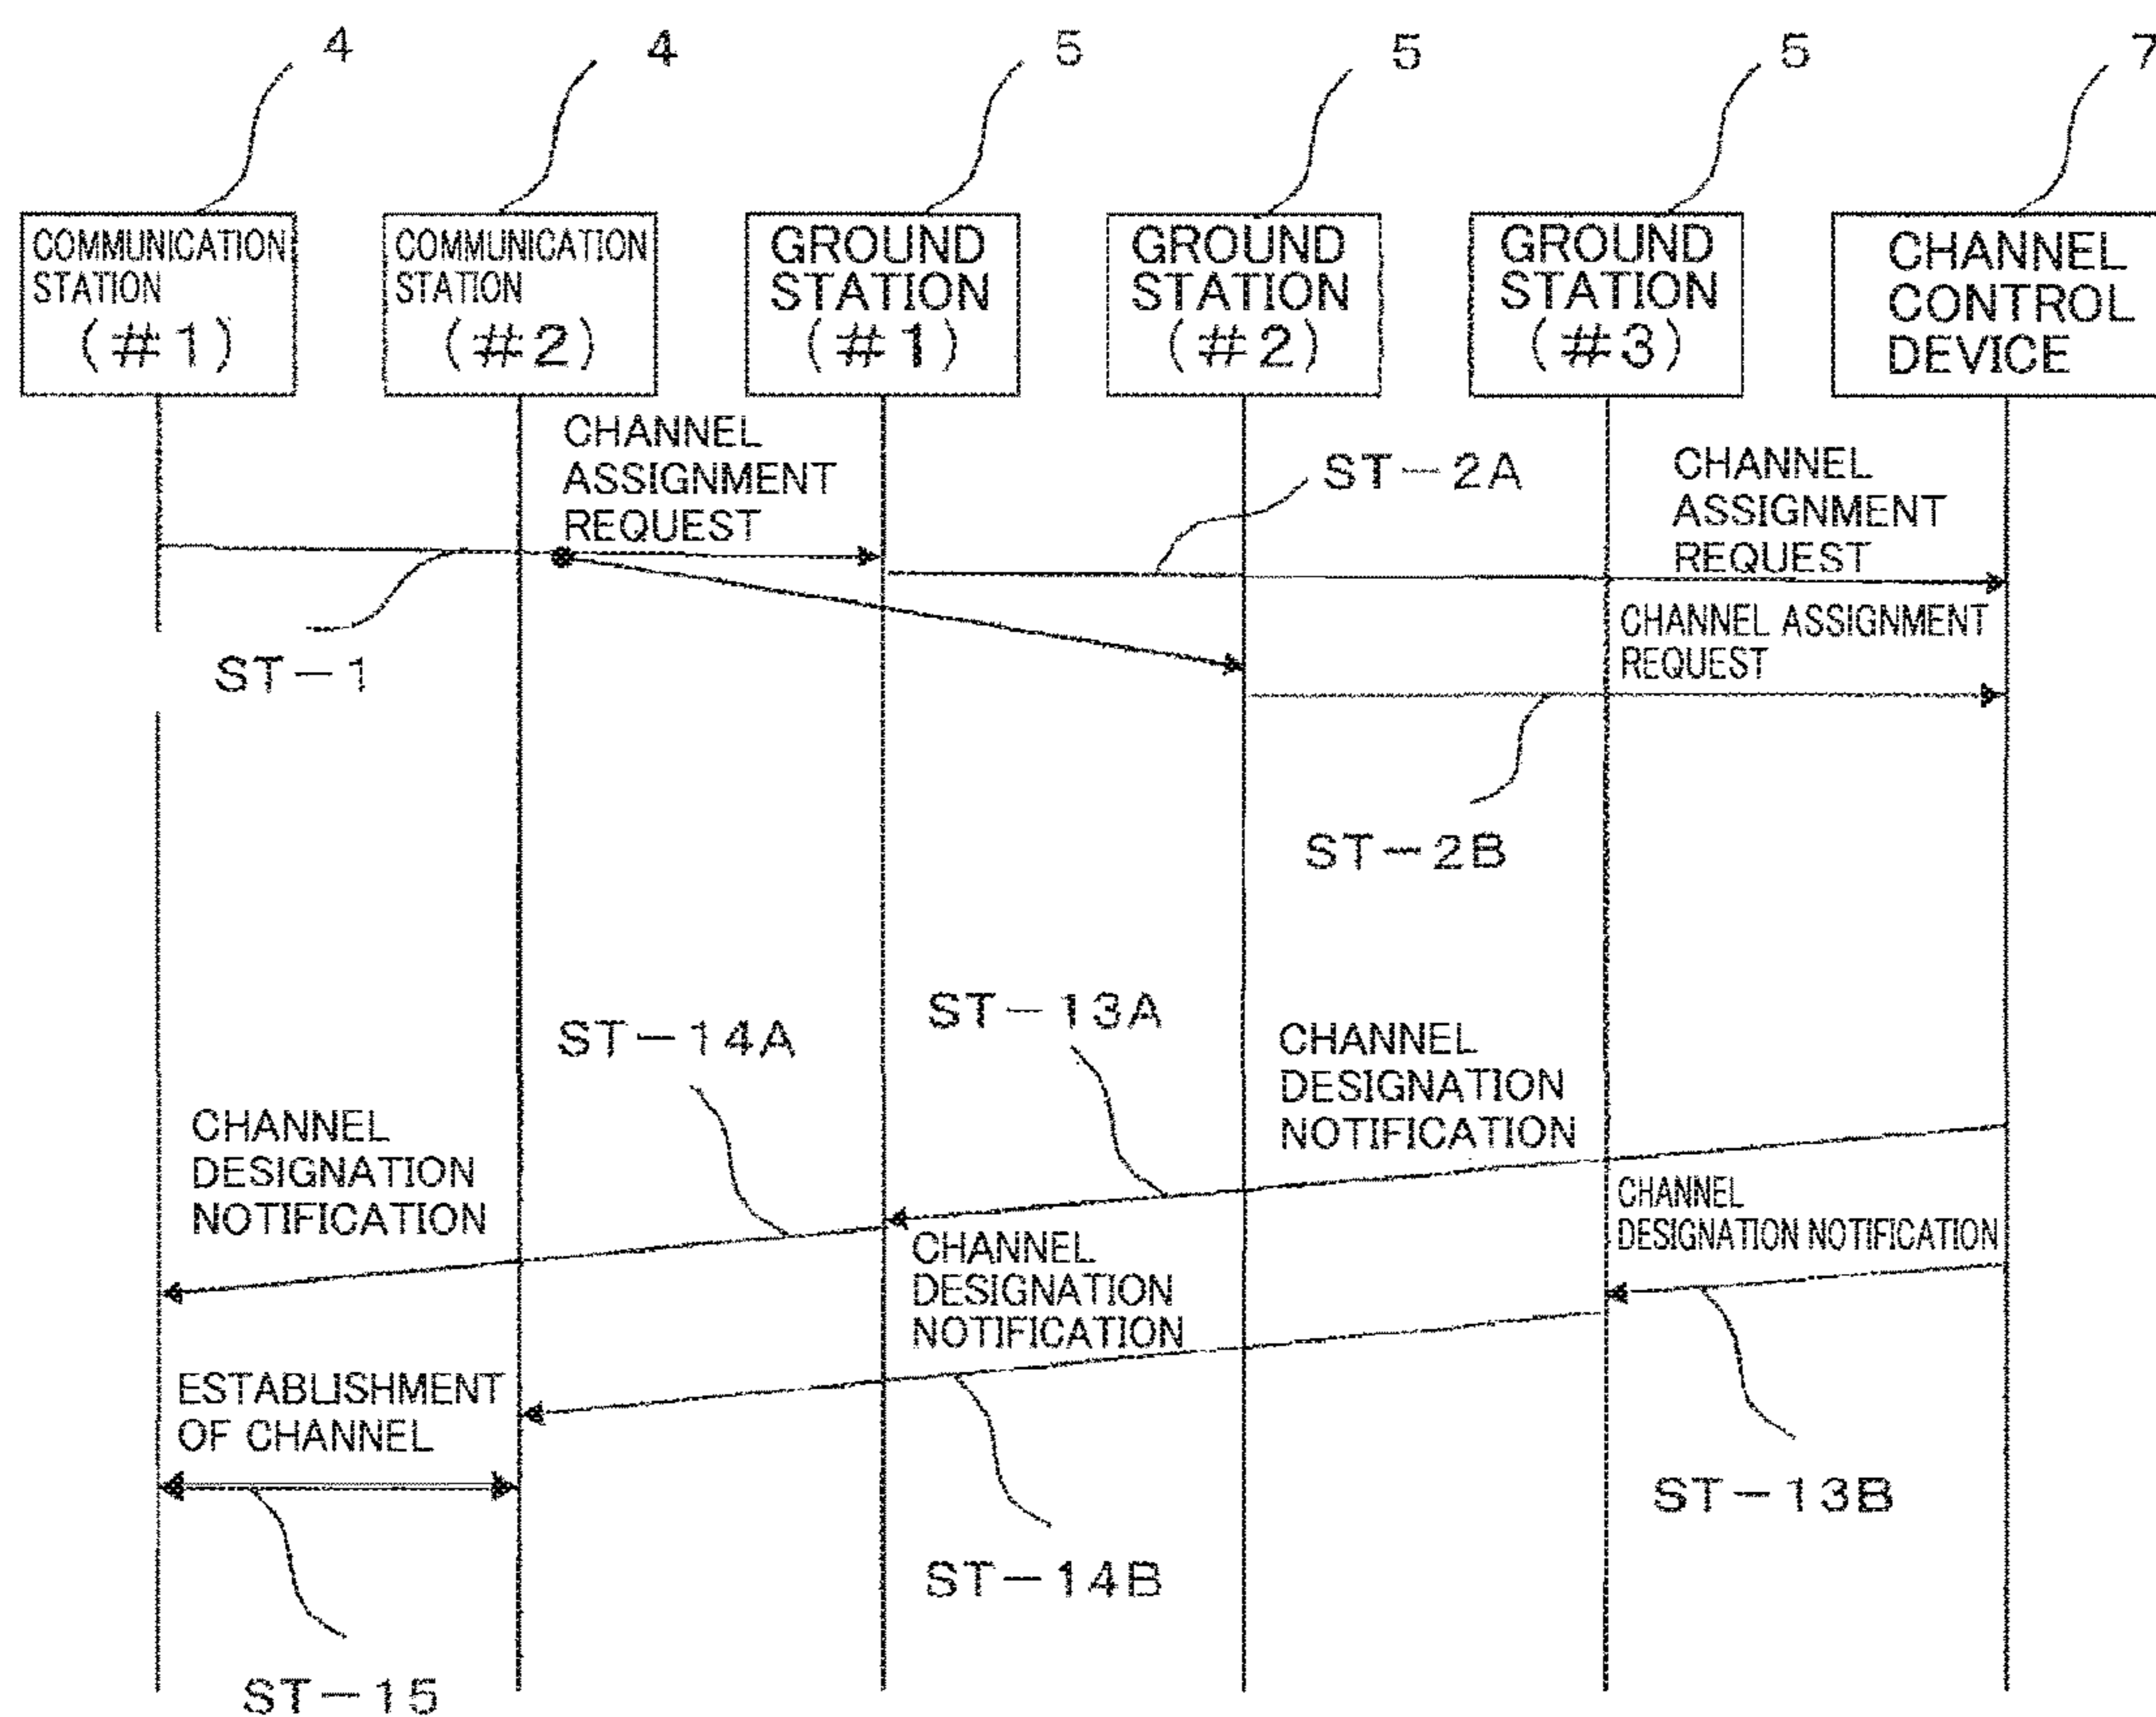 4
4
5
5
5
7
COMMUNICATION
STATION
(#1)
COMMUNICATION
STATION
(#2)
GROUND
STATION
(#1)
GROUND
STATION
(#2)
GROUND
STATION
(#3)
CHANNEL
CONTROL
DEVICE
CHANNEL
ASSIGNMENT
REQUEST
ST-2A
CHANNEL
ASSIGNMENT
REQUEST
ST-1
CHANNEL ASSIGNMENT
REQUEST
ST-2B
ST-14A
ST-13A
CHANNEL
DESIGNATION
NOTIFICATION
CHANNEL
DESIGNATION
NOTIFICATION
CHANNEL
DESIGNATION NOTIFICATION
CHANNEL
DESIGNATION
NOTIFICATION
ESTABLISHMENT
OF CHANNEL
ST-13B
ST-14B
ST-15